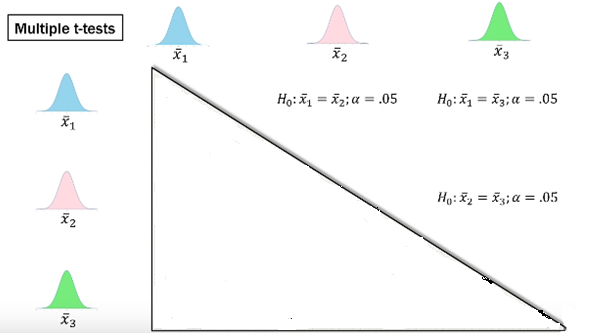 Multiple t-tests
x̄₁
x̄₂
x̄₃
x̄₁
H₀: x̄₁ = x̄₂; α = .05
H₀: x̄₁ = x̄₃; α = .05
x̄₂
H₀: x̄₂ = x̄₃; α = .05
x̄₃